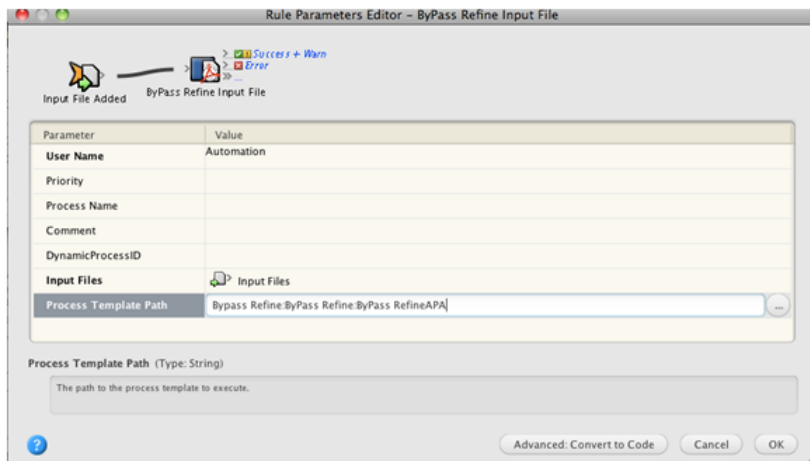 Rule Parameters Editor – ByPass Refine Input File
Success + Warn
Error
...
Input File Added
ByPass Refine Input File
Parameter Value
User Name Automation
Priority
Process Name
Comment
DynamicProcessID
Input Files Input Files
Process Template Path Bypass Refine:ByPass Refine:ByPass RefineAPA
...
Process Template Path (Type: String)
The path to the process template to execute.
? Advanced: Convert to Code Cancel OK